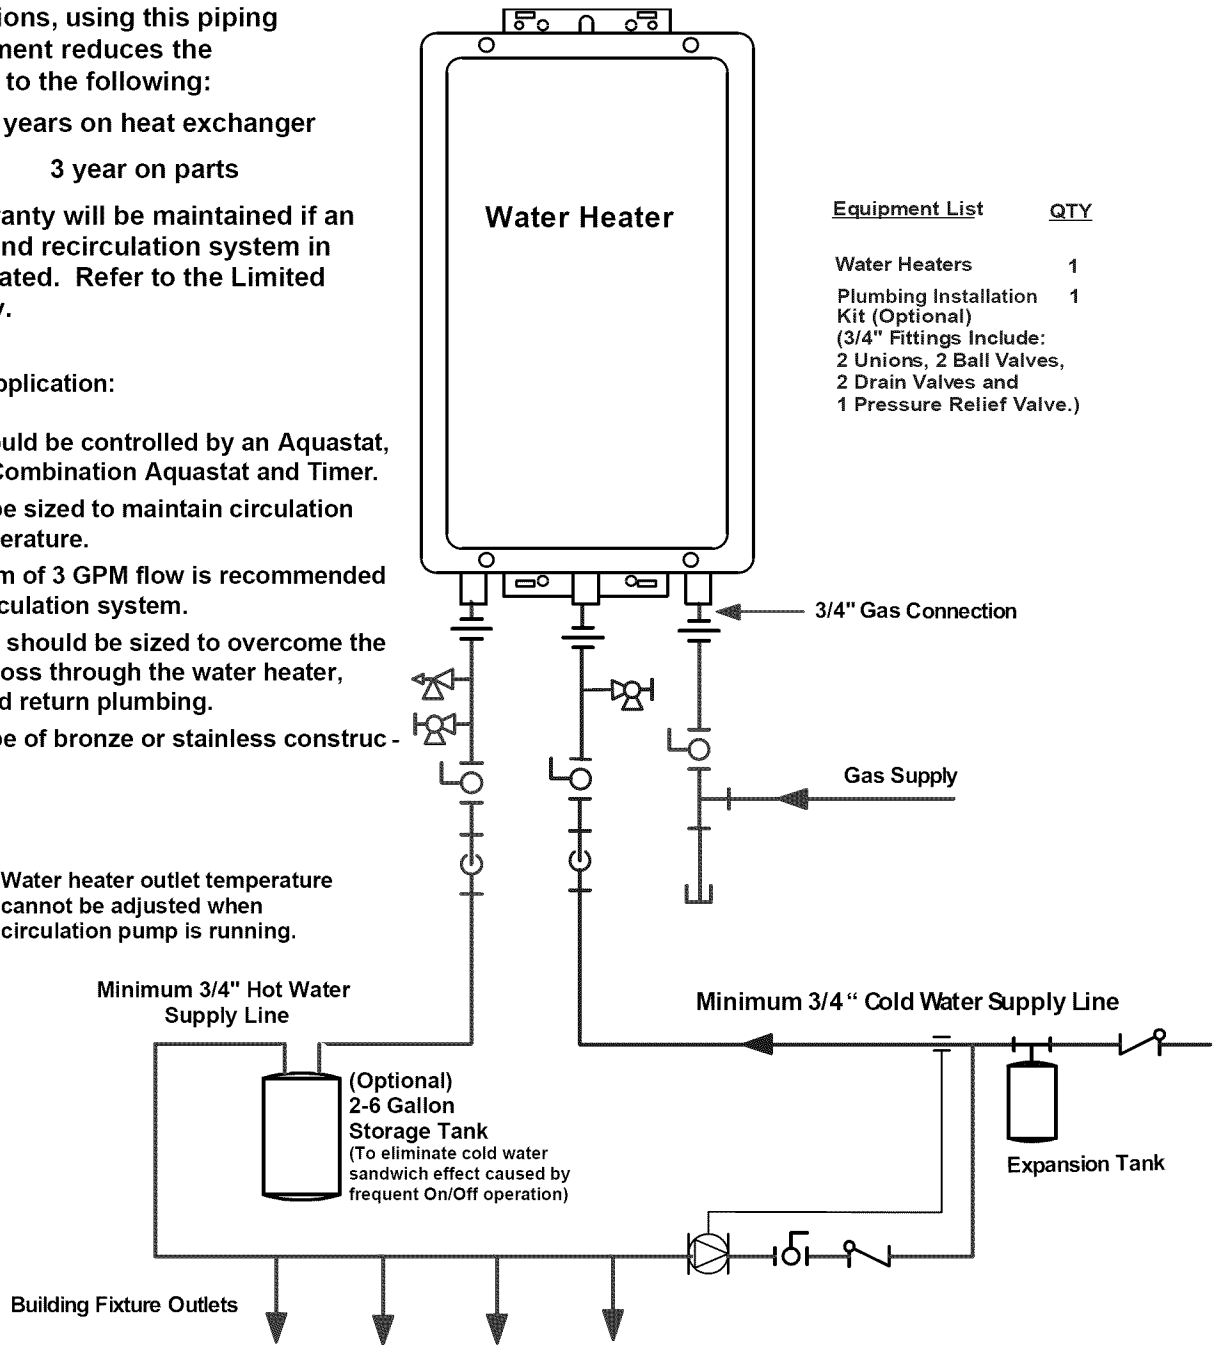 ions, using this piping
ment reduces the
to the following:
years on heat exchanger
3 year on parts
ranty will be maintained if an
nd recirculation system in
ated. Refer to the Limited
y.
pplication:
ould be controlled by an Aquastat,
Combination Aquastat and Timer.
be sized to maintain circulation
erature.
m of 3 GPM flow is recommended
culation system.
should be sized to overcome the
oss through the water heater,
d return plumbing.
be of bronze or stainless construc -
Water heater outlet temperature
cannot be adjusted when
circulation pump is running.
Water Heater
Equipment List QTY
Water Heaters 1
Plumbing Installation 1
Kit (Optional)
(3/4" Fittings Include:
2 Unions, 2 Ball Valves,
2 Drain Valves and
1 Pressure Relief Valve.)
3/4" Gas Connection
Gas Supply
Minimum 3/4" Hot Water
Supply Line
Minimum 3/4 “ Cold Water Supply Line
(Optional)
2-6 Gallon
Storage Tank
(To eliminate cold water
sandwich effect caused by
frequent On/Off operation)
Expansion Tank
Building Fixture Outlets